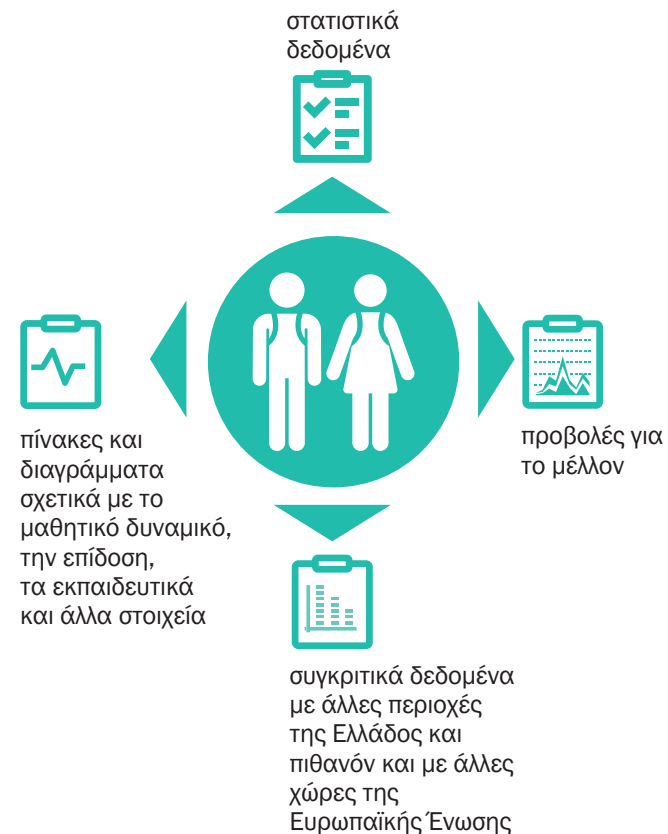 στατιστικά
δεδομένα
πίνακες και
διαγράμματα
σχετικά με το
μαθητικό δυναμικό,
την επίδοση,
τα εκπαιδευτικά
και άλλα στοιχεία
προβολές για
το μέλλον
συγκριτικά δεδομένα
με άλλες περιοχές
της Ελλάδος και
πιθανόν και με άλλες
χώρες της
Ευρωπαϊκής Ένωσης